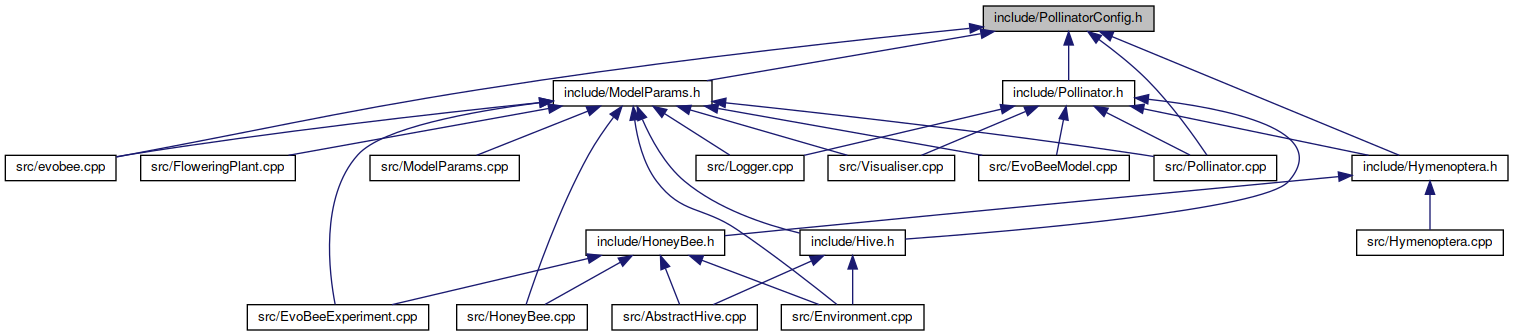 include/PollinatorConfig.h
include/ModelParams.h
include/Pollinator.h
src/evobee.cpp
src/FloweringPlant.cpp
src/ModelParams.cpp
src/Logger.cpp
src/Visualiser.cpp
src/EvoBeeModel.cpp
src/Pollinator.cpp
include/Hymenoptera.h
include/HoneyBee.h
include/Hive.h
src/Hymenoptera.cpp
src/EvoBeeExperiment.cpp
src/HoneyBee.cpp
src/AbstractHive.cpp
src/Environment.cpp